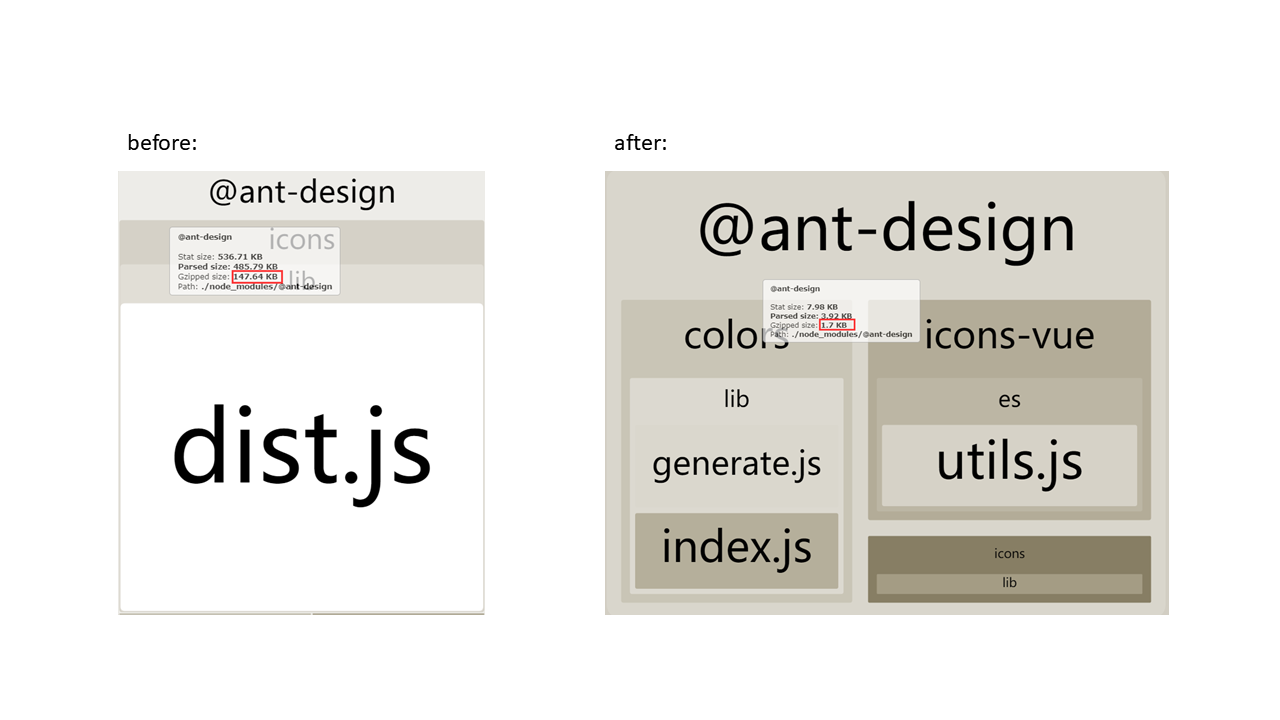 before:
@ant-design
icons
@ant-design
Stat size: 536.71 KB
Parsed size: 485.79 KB
Gzipped size: 147.64 KB
lib
Path: ./node_modules/@ant-design
dist.js
after:
@ant-design
@ant-design
Stat size: 7.98 KB
Parsed size: 3.92 KB
Gzipped size: 1.7 KB
Path: ./node_modules/@ant-design
colors
lib
generate.js
index.js
icons-vue
es
utils.js
icons
lib